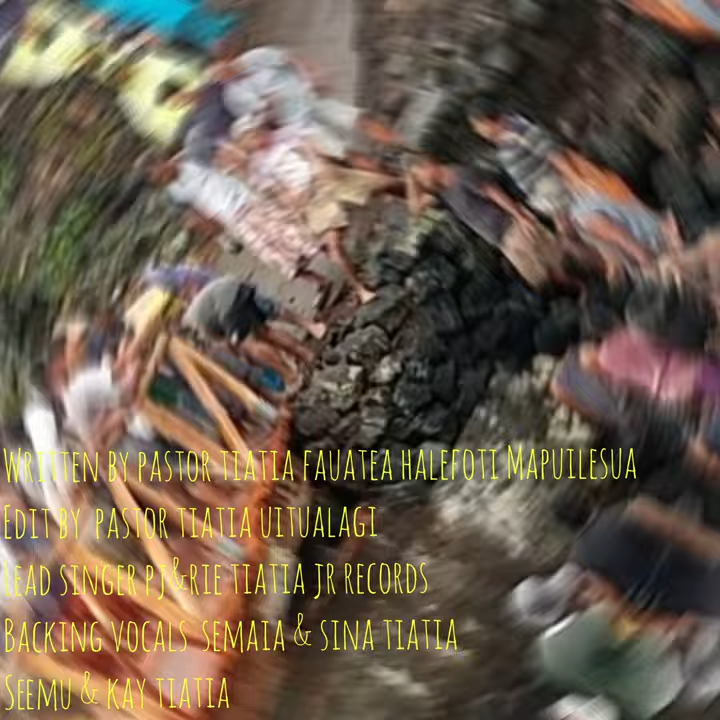 Written by pastor tiatia fauatea halefoti Mapuilesua
Edit by pastor tiatia uitualagi
Lead singer pj&rie tiatia jr records
Backing vocals semaia & sina tiatia
Seemu & kay tiatia